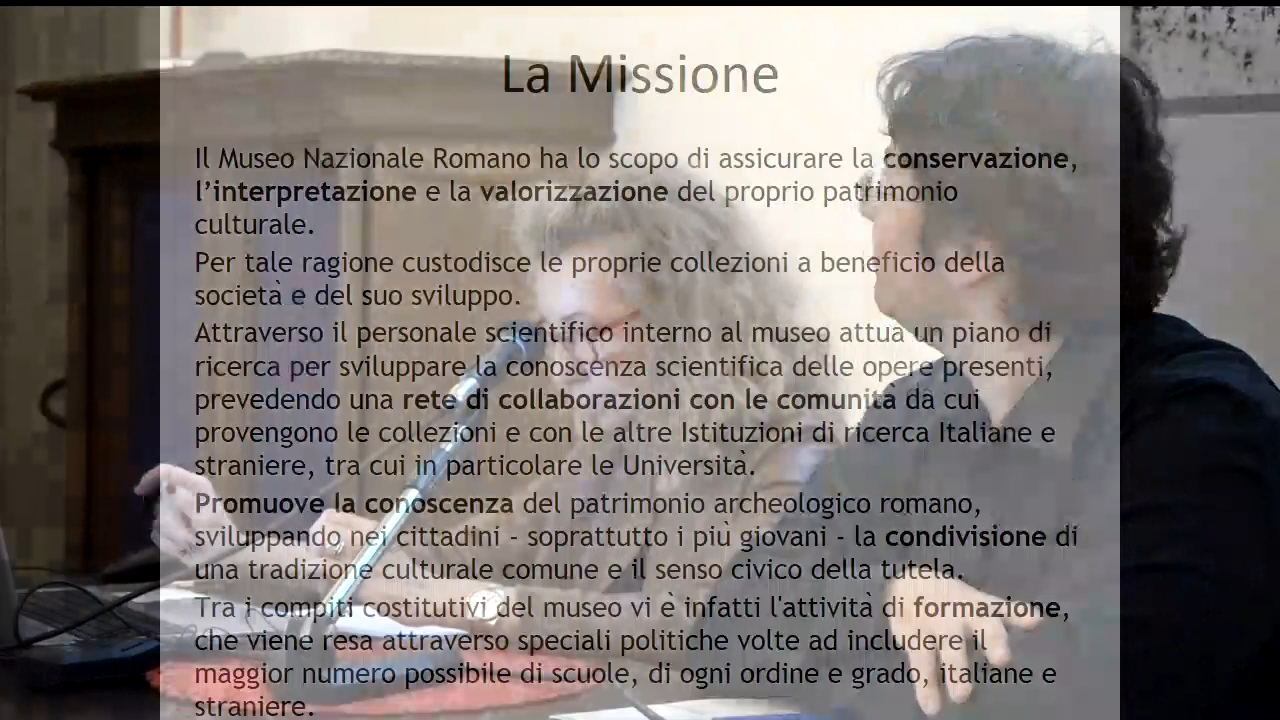 La Missione
Il Museo Nazionale Romano ha lo scopo di assicurare la conservazione,
l'interpretazione e la valorizzazione del proprio patrimonio
culturale.
Per tale ragione custodisce le proprie collezioni a beneficio della
società e del suo sviluppo.
Attraverso il personale scientifico interno al museo attua un piano di
ricerca per sviluppare la conoscenza scientifica delle opere presenti,
prevedendo una rete di collaborazioni con le comunità da cui
provengono le collezioni e con le altre Istituzioni di ricerca Italiane e
straniere, tra cui in particolare le Università.
Promuove la conoscenza del patrimonio archeologico romano,
sviluppando nei cittadini - soprattutto i più giovani - la condivisione di
una tradizione culturale comune e il senso civico della tutela.
Tra i compiti costitutivi del museo vi è infatti l'attività di formazione,
che viene resa attraverso speciali politiche volte ad includere il
maggior numero possibile di scuole, di ogni ordine e grado, italiane e
straniere.